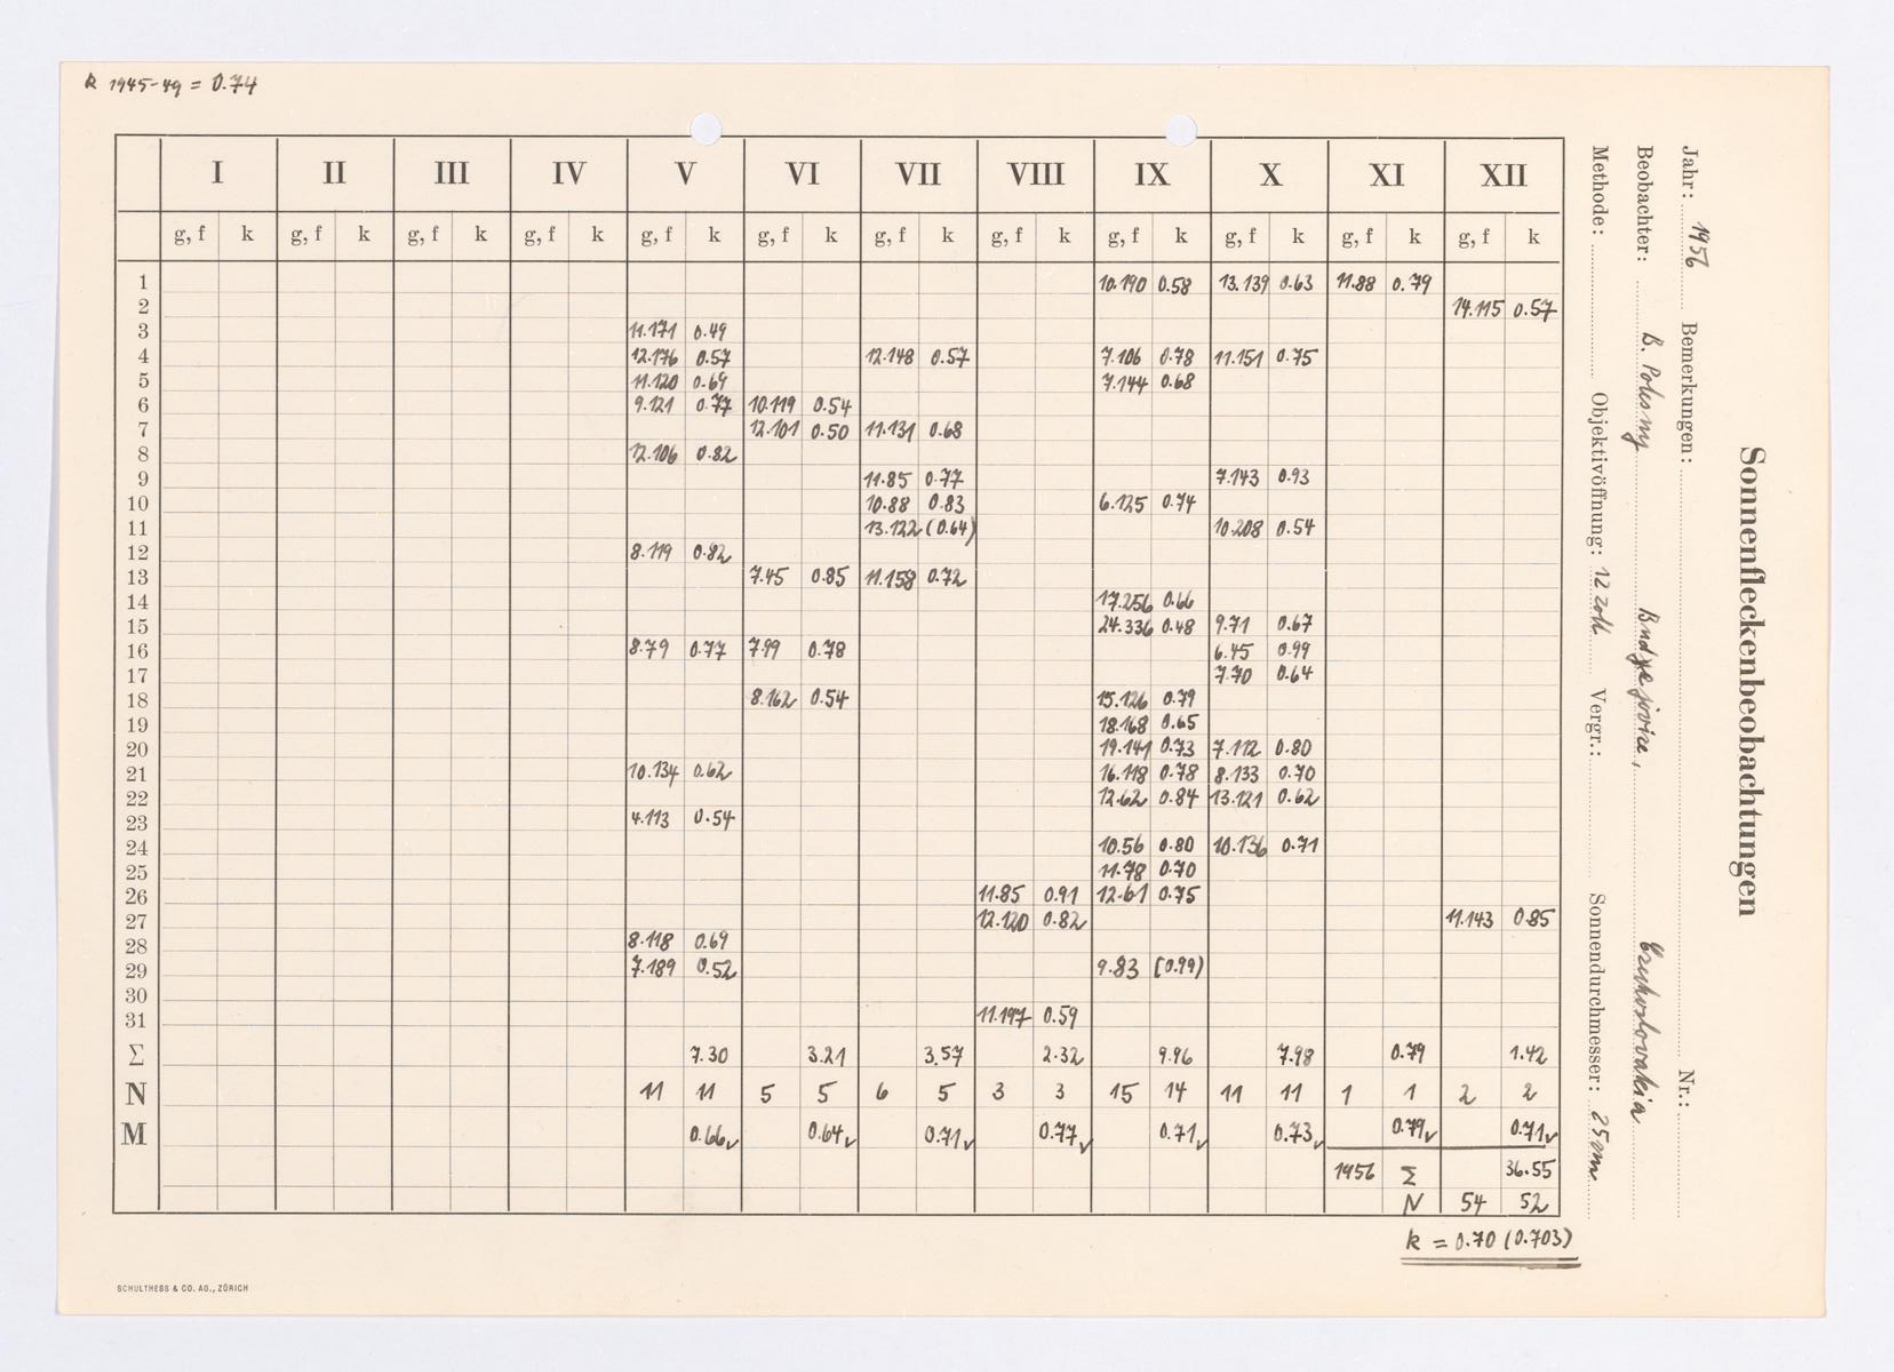 k 1945-49 = 0.74
I II III IV V VI VII VIII IX X XI XII
g, f k g, f k g, f k g, f k g, f k g, f k g, f k g, f k g, f k g, f k g, f k g, f k
1 10.190 0.58 13.139 0.63 11.88 0.79
2 14.115 0.57
3 11.171 0.49
4 12.176 0.57 12.148 0.57 7.106 0.78 11.151 0.75
5 11.120 0.69 7.144 0.68
6 9.121 0.77 10.119 0.54
7 12.101 0.50 11.131 0.68
8 12.106 0.82
9 11.85 0.77 7.143 0.93
10 10.88 0.83 6.125 0.74
11 13.122 (0.64) 10.208 0.54
12 8.119 0.82
13 7.45 0.85 11.158 0.72
14 17.256 0.66
15 24.336 0.48 9.71 0.67
16 8.79 0.77 7.99 0.78 6.45 0.99
17 7.70 0.64
18 8.162 0.54 15.126 0.79
19 18.168 0.65
20 19.141 0.73 7.112 0.80
21 10.134 0.62 16.118 0.78 8.133 0.70
22 12.62 0.84 13.121 0.62
23 4.113 0.54
24 10.56 0.80 10.136 0.71
25 11.78 0.70
26 11.85 0.91 12.61 0.75
27 12.120 0.82 11.143 0.85
28 8.118 0.69
29 7.189 0.52 9.83 (0.99)
30
31 11.197 0.59
Σ 7.30 3.21 3.57 2.32 9.96 7.98 0.79 1.42
N 11 11 5 5 6 5 3 3 15 14 11 11 1 1 2 2
M 0.66✓ 0.64✓ 0.71✓ 0.77✓ 0.71✓ 0.73✓ 0.79✓ 0.71✓
1956 Σ 36.55
N 54 52
k = 0.70 (0.703)
SCHULTHESS & CO. AG., ZÜRICH
Sonnenfleckenbeobachtungen
Jahr: 1956 Bemerkungen: Nr.:
Beobachter: B. Polesny
Methode: Objektivöffnung: 12 zoll Vergr.: Sonnendurchmesser: 25 cm